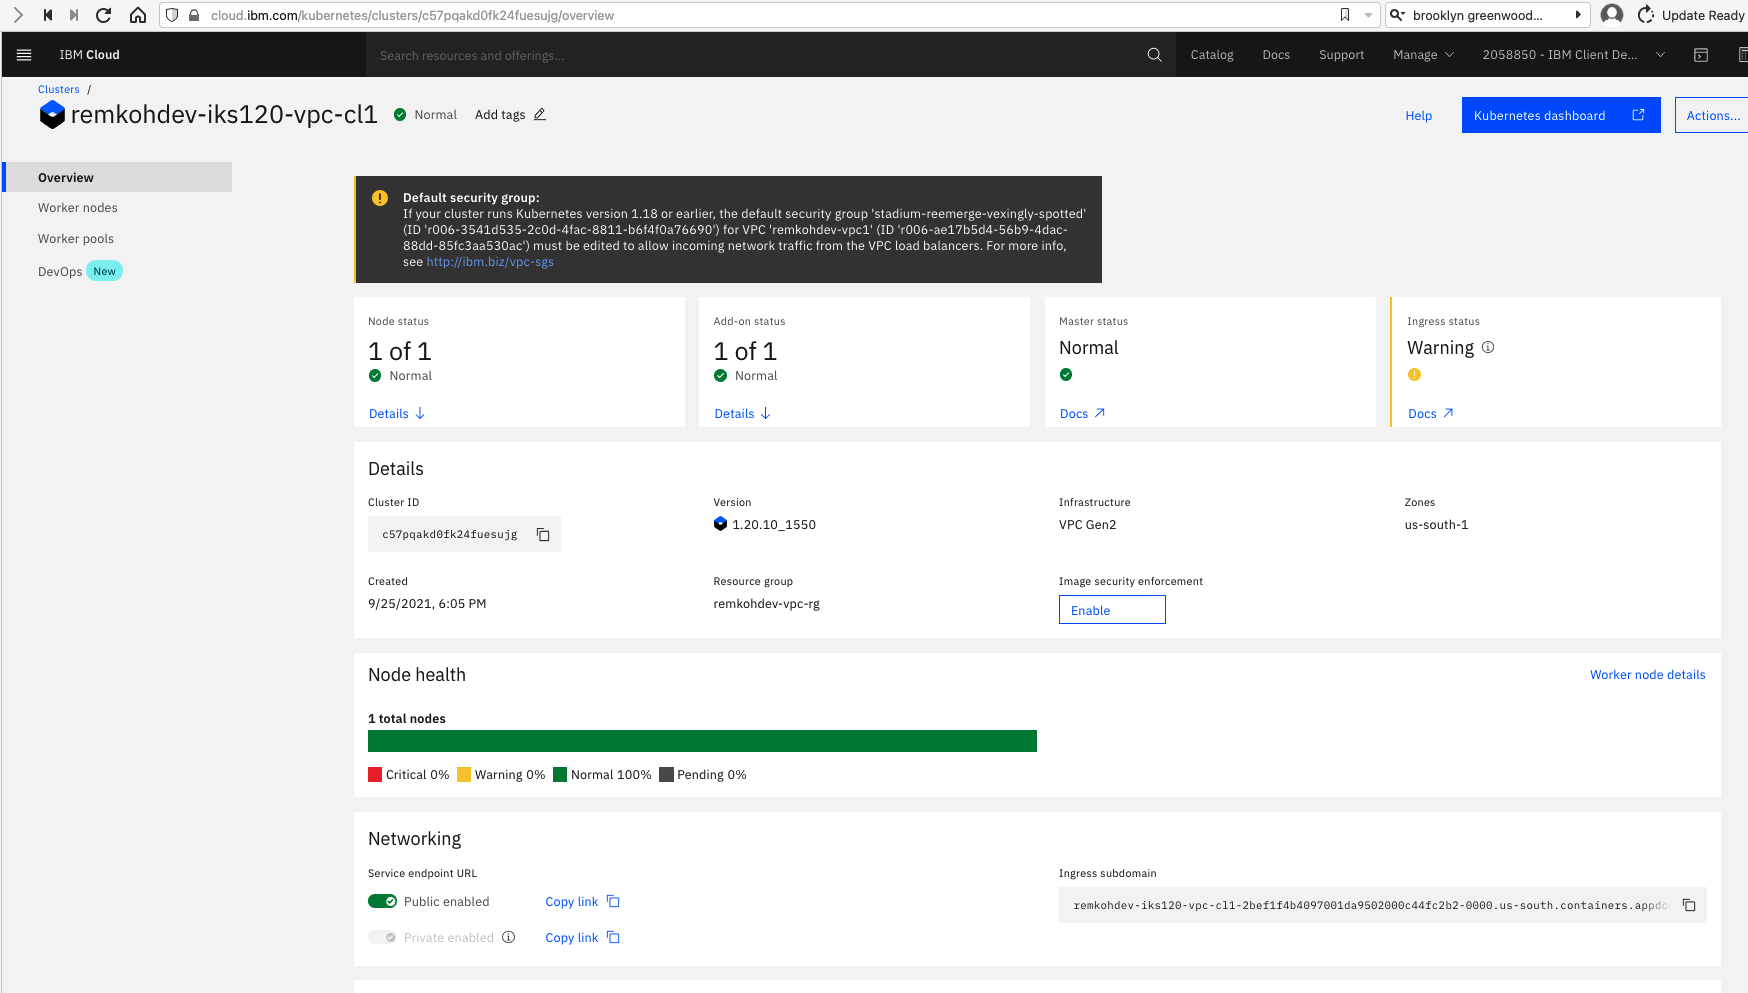 cloud.ibm.com/kubernetes/clusters/c57pqakd0fk24fuesujg/overview
brooklyn greenwood...
Update Ready
IBM Cloud
Search resources and offerings...
Catalog
Docs
Support
Manage
2058850 - IBM Client De...
Clusters /
remkohdev-iks120-vpc-cl1
Normal
Add tags
Help
Kubernetes dashboard
Actions...
Overview
Worker nodes
Worker pools
DevOps New
Default security group:
If your cluster runs Kubernetes version 1.18 or earlier, the default security group 'stadium-reemerge-vexingly-spotted'
(ID 'r006-3541d535-2c0d-4fac-8811-b6f4f0a76690') for VPC 'remkohdev-vpc1' (ID 'r006-ae17b5d4-56b9-4dac-
88dd-85fc3aa530ac') must be edited to allow incoming network traffic from the VPC load balancers. For more info,
see http://ibm.biz/vpc-sgs
Node status
1 of 1
Normal
Details
Add-on status
1 of 1
Normal
Details
Master status
Normal
Docs
Ingress status
Warning
Docs
Details
Cluster ID
c57pqakd0fk24fuesujg
Version
1.20.10_1550
Infrastructure
VPC Gen2
Zones
us-south-1
Created
9/25/2021, 6:05 PM
Resource group
remkohdev-vpc-rg
Image security enforcement
Enable
Node health
Worker node details
1 total nodes
Critical 0% Warning 0% Normal 100% Pending 0%
Networking
Service endpoint URL
Public enabled
Copy link
Private enabled
Copy link
Ingress subdomain
remkohdev-iks120-vpc-cl1-2bef1f4b4097001da9502000c44fc2b2-0000.us-south.containers.appdo